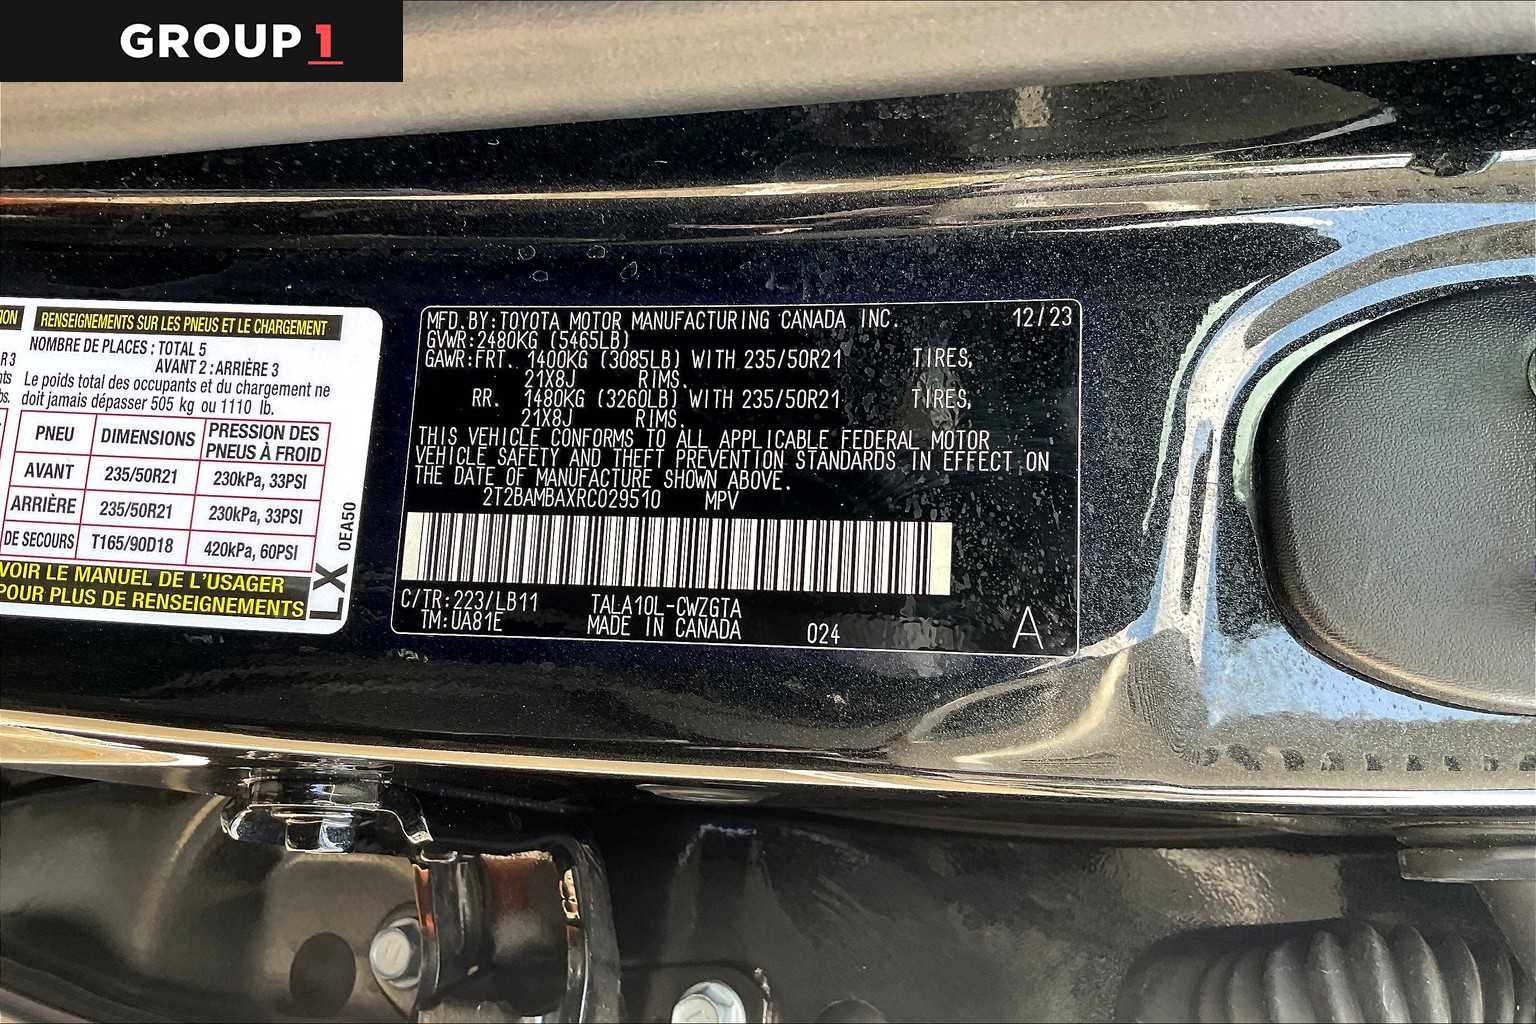 GROUP 1
ION
RENSEIGNEMENTS SUR LES PNEUS ET LE CHARGEMENT
NOMBRE DE PLACES : TOTAL 5
R 3
AVANT 2 : ARRIÈRE 3
Le poids total des occupants et du chargement ne
doit jamais dépasser 505 kg ou 1110 lb.
PNEU DIMENSIONS PRESSION DES PNEUS À FROID
AVANT 235/50R21 230kPa, 33PSI
ARRIÈRE 235/50R21 230kPa, 33PSI
DE SECOURS T165/90D18 420kPa, 60PSI
VOIR LE MANUEL DE L'USAGER
POUR PLUS DE RENSEIGNEMENTS
LX 0EA50
MFD.BY:TOYOTA MOTOR MANUFACTURING CANADA INC. 12/23
GVWR:2480KG (5465LB)
GAWR:FRT. 1400KG (3085LB) WITH 235/50R21 TIRES,
21X8J RIMS.
RR. 1480KG (3260LB) WITH 235/50R21 TIRES,
21X8J RIMS.
THIS VEHICLE CONFORMS TO ALL APPLICABLE FEDERAL MOTOR
VEHICLE SAFETY AND THEFT PREVENTION STANDARDS IN EFFECT ON
THE DATE OF MANUFACTURE SHOWN ABOVE.
2T2BAMBAXRC029510 MPV
C/TR:223/LB11 TALA10L-CWZGTA
TM:UA81E MADE IN CANADA 024 A